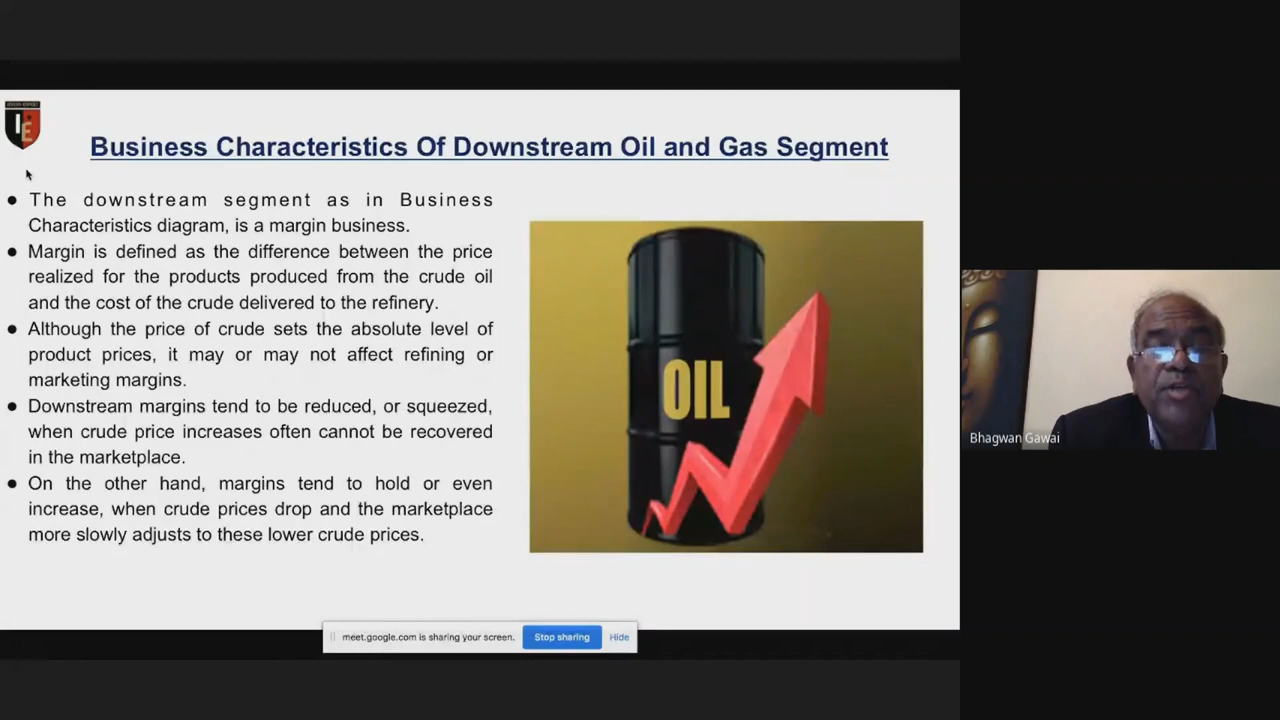 IE
Business Characteristics Of Downstream Oil and Gas Segment
● The downstream segment as in Business
Characteristics diagram, is a margin business.
● Margin is defined as the difference between the price
realized for the products produced from the crude oil
and the cost of the crude delivered to the refinery.
● Although the price of crude sets the absolute level of
product prices, it may or may not affect refining or
marketing margins.
● Downstream margins tend to be reduced, or squeezed,
when crude price increases often cannot be recovered
in the marketplace.
● On the other hand, margins tend to hold or even
increase, when crude prices drop and the marketplace
more slowly adjusts to these lower crude prices.
OIL
Bhagwan Gawai
meet.google.com is sharing your screen. Stop sharing Hide